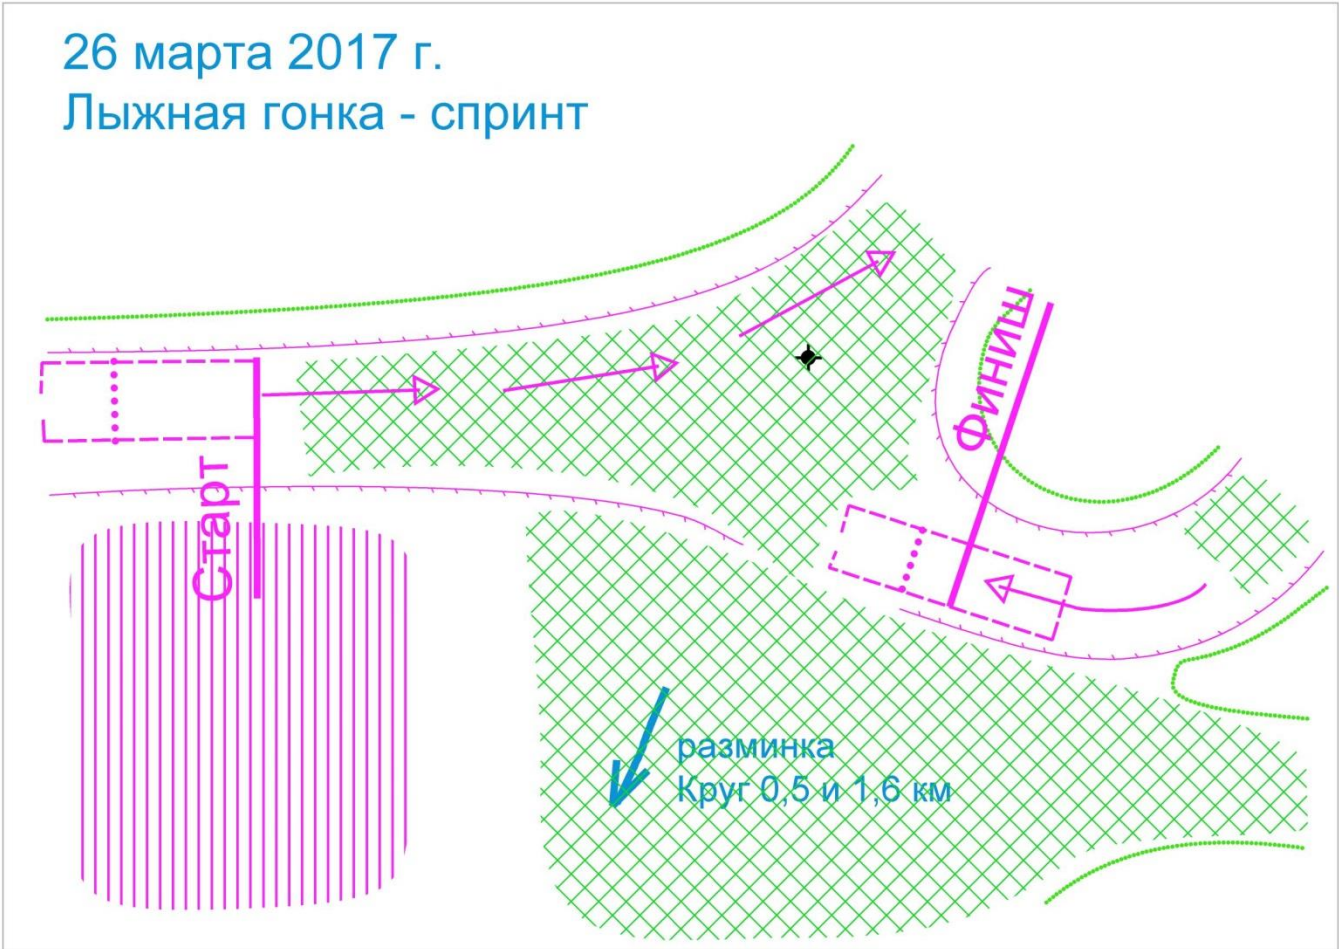 26 марта 2017 г.
Лыжная гонка - спринт
Финиш
Старт
разминка
Круг 0,5 и 1,6 км